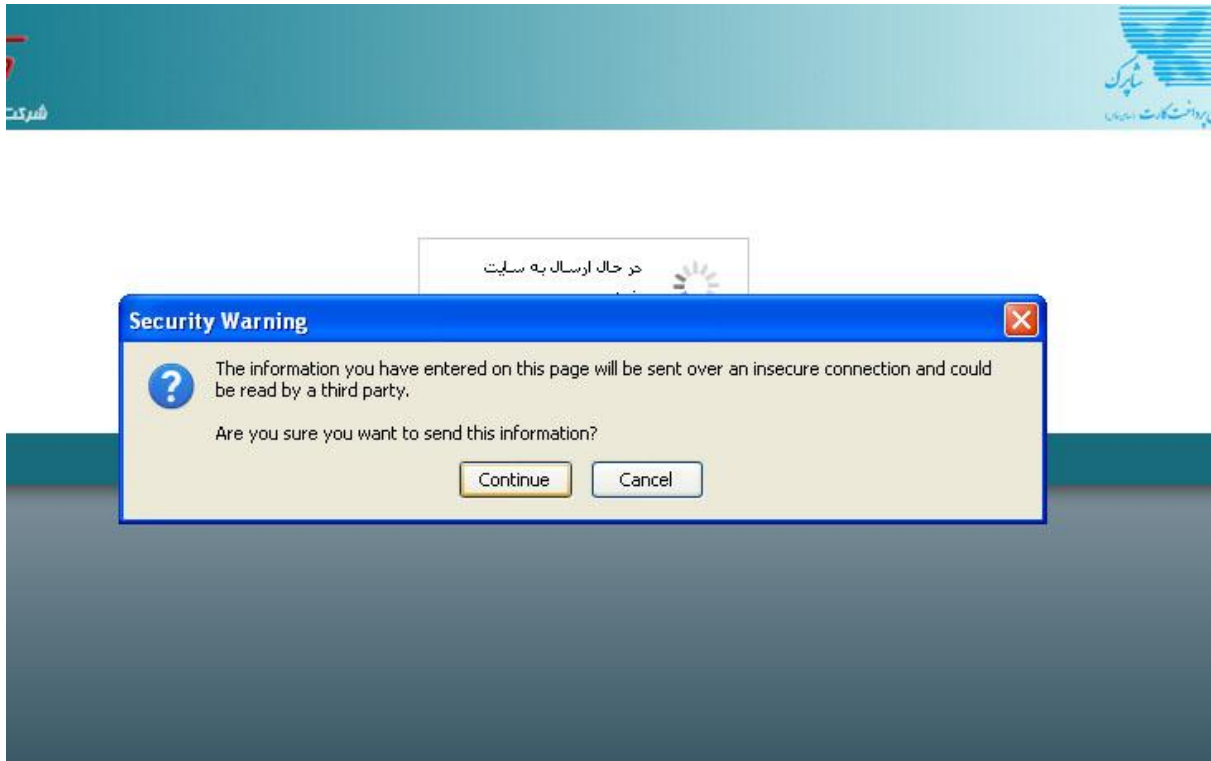 شرکت
شاپرک
پرداخت کارت
در حال ارسال به سایت
Security Warning
The information you have entered on this page will be sent over an insecure connection and could
be read by a third party.
Are you sure you want to send this information?
Continue
Cancel